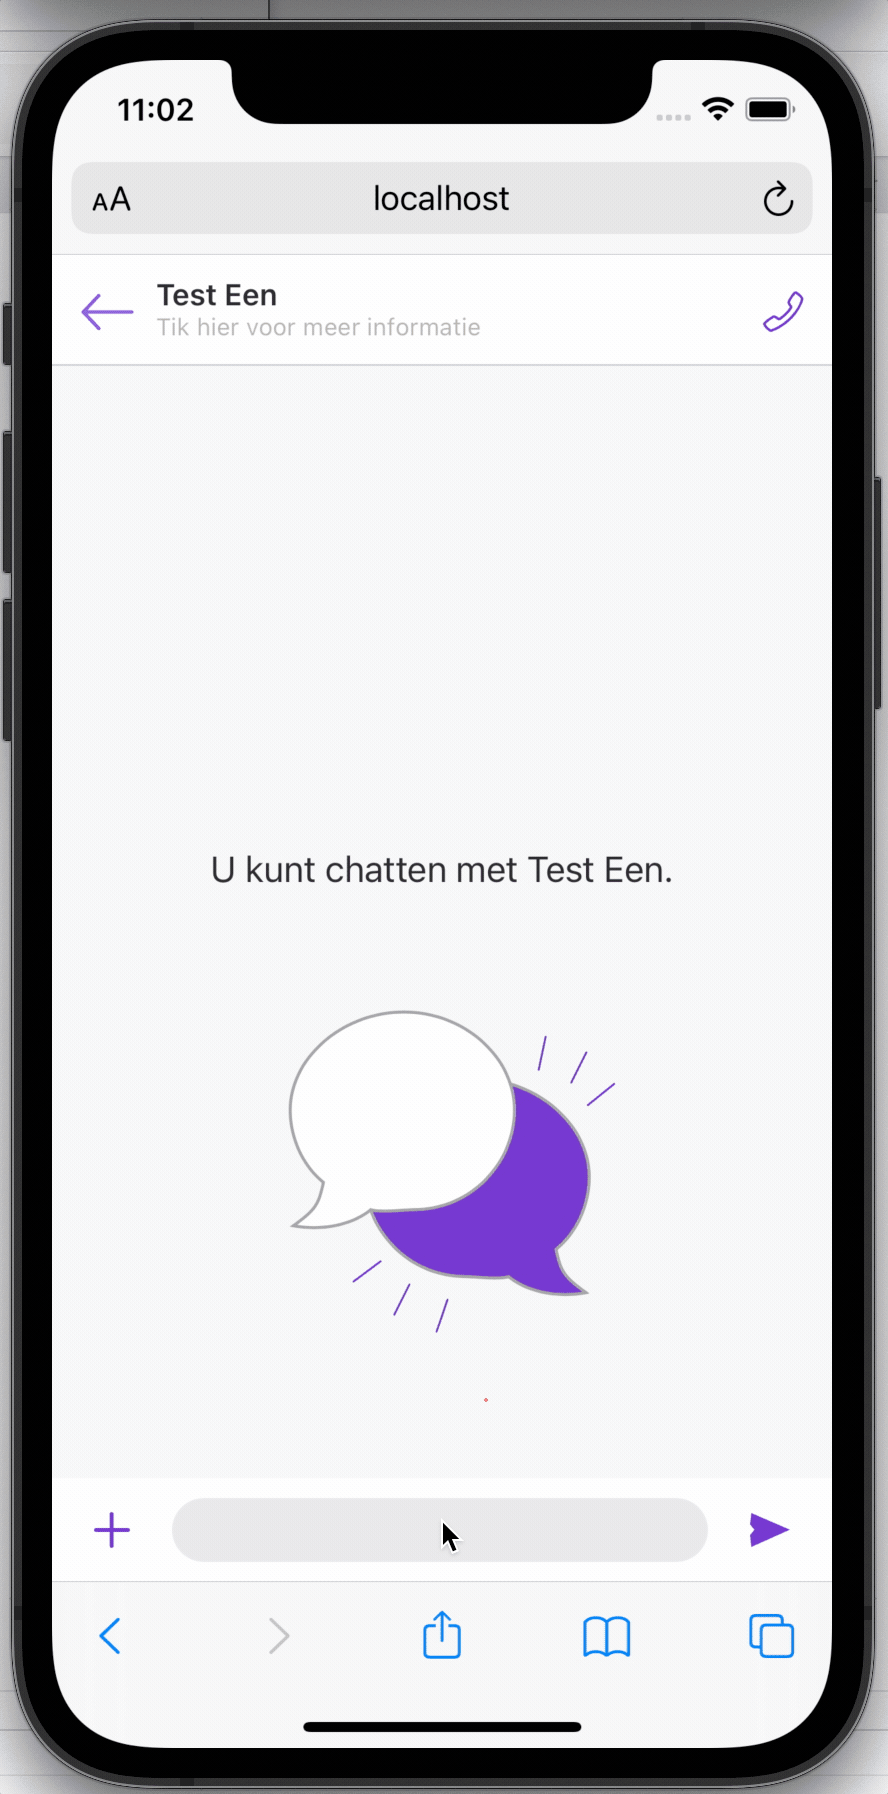 11:02
AA
localhost
Test Een
Tik hier voor meer informatie
U kunt chatten met Test Een.